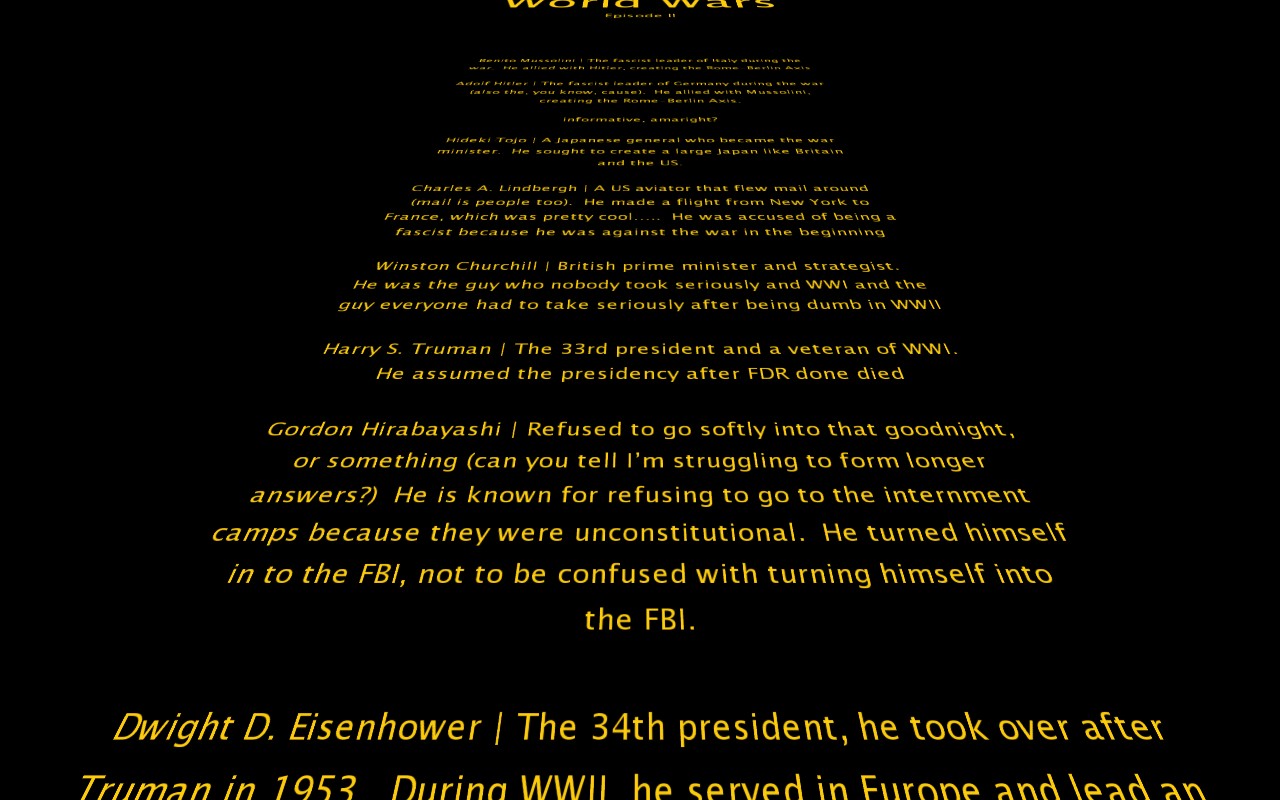 World Wars
Episode II
Benito Mussolini | The fascist leader of Italy during the
war. He allied with Hitler, creating the Rome-Berlin Axis
Adolf Hitler | The fascist leader of Germany during the war
(also the, you know, cause). He allied with Mussolini,
creating the Rome-Berlin Axis.
informative, amaright?
Hideki Tojo | A Japanese general who became the war
minister. He sought to create a large Japan like Britain
and the US.
Charles A. Lindbergh | A US aviator that flew mail around
(mail is people too). He made a flight from New York to
France, which was pretty cool..... He was accused of being a
fascist because he was against the war in the beginning
Winston Churchill | British prime minister and strategist.
He was the guy who nobody took seriously and WWI and the
guy everyone had to take seriously after being dumb in WWII
Harry S. Truman | The 33rd president and a veteran of WWI.
He assumed the presidency after FDR done died
Gordon Hirabayashi | Refused to go softly into that goodnight,
or something (can you tell I'm struggling to form longer
answers?) He is known for refusing to go to the internment
camps because they were unconstitutional. He turned himself
in to the FBI, not to be confused with turning himself into
the FBI.
Dwight D. Eisenhower | The 34th president, he took over after
Truman in 1953. During WWII, he served in Europe and lead an